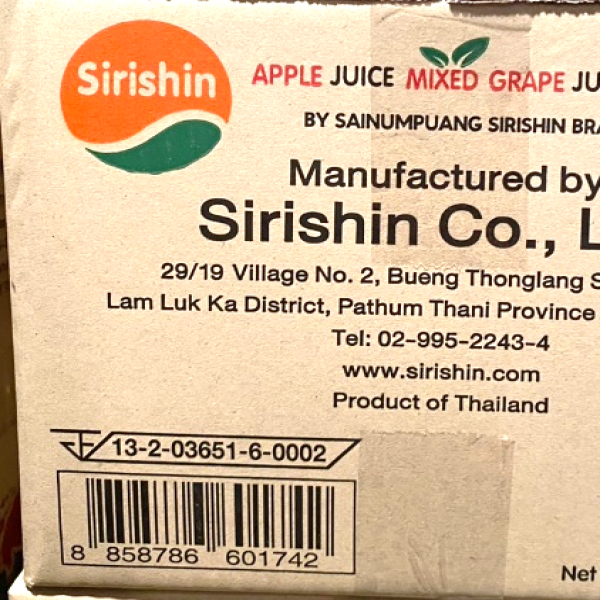 Sirishin
APPLE JUICE MIXED GRAPE JU
BY SAINUMPUANG SIRISHIN BRA
Manufactured by
Sirishin Co., L
29/19 Village No. 2, Bueng Thonglang S
Lam Luk Ka District, Pathum Thani Province
Tel: 02-995-2243-4
www.sirishin.com
Product of Thailand
13-2-03651-6-0002
8 858786 601742
Net